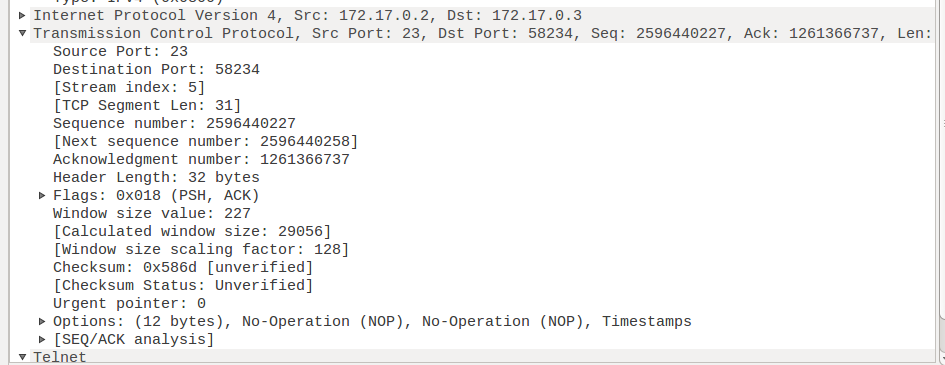 Type: IPv4 (0x0800)
Internet Protocol Version 4, Src: 172.17.0.2, Dst: 172.17.0.3
Transmission Control Protocol, Src Port: 23, Dst Port: 58234, Seq: 2596440227, Ack: 1261366737, Len:
Source Port: 23
Destination Port: 58234
[Stream index: 5]
[TCP Segment Len: 31]
Sequence number: 2596440227
[Next sequence number: 2596440258]
Acknowledgment number: 1261366737
Header Length: 32 bytes
Flags: 0x018 (PSH, ACK)
Window size value: 227
[Calculated window size: 29056]
[Window size scaling factor: 128]
Checksum: 0x586d [unverified]
[Checksum Status: Unverified]
Urgent pointer: 0
Options: (12 bytes), No-Operation (NOP), No-Operation (NOP), Timestamps
[SEQ/ACK analysis]
Telnet